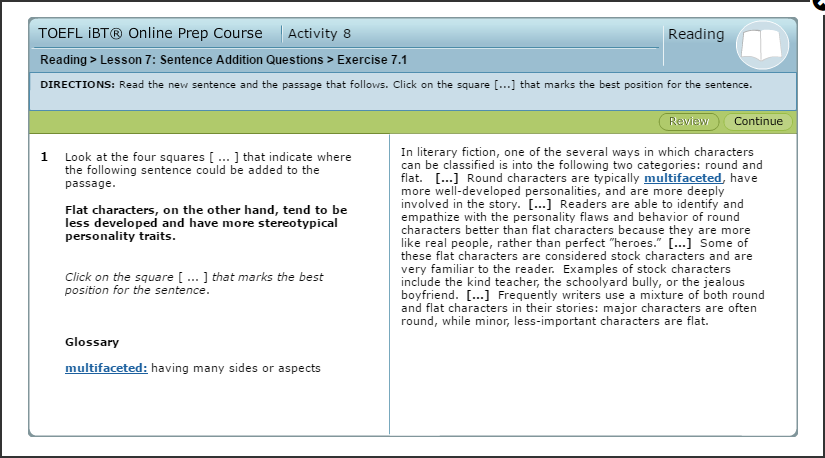 TOEFL iBT® Online Prep Course | Activity 8
Reading
Reading > Lesson 7: Sentence Addition Questions > Exercise 7.1
DIRECTIONS: Read the new sentence and the passage that follows. Click on the square [...] that marks the best position for the sentence.
Review Continue
1 Look at the four squares [ ... ] that indicate where
the following sentence could be added to the
passage.
Flat characters, on the other hand, tend to be
less developed and have more stereotypical
personality traits.
Click on the square [ ... ] that marks the best
position for the sentence.
Glossary
multifaceted: having many sides or aspects
In literary fiction, one of the several ways in which characters
can be classified is into the following two categories: round and
flat. [...] Round characters are typically multifaceted, have
more well-developed personalities, and are more deeply
involved in the story. [...] Readers are able to identify and
empathize with the personality flaws and behavior of round
characters better than flat characters because they are more
like real people, rather than perfect "heroes." [...] Some of
these flat characters are considered stock characters and are
very familiar to the reader. Examples of stock characters
include the kind teacher, the schoolyard bully, or the jealous
boyfriend. [...] Frequently writers use a mixture of both round
and flat characters in their stories: major characters are often
round, while minor, less-important characters are flat.